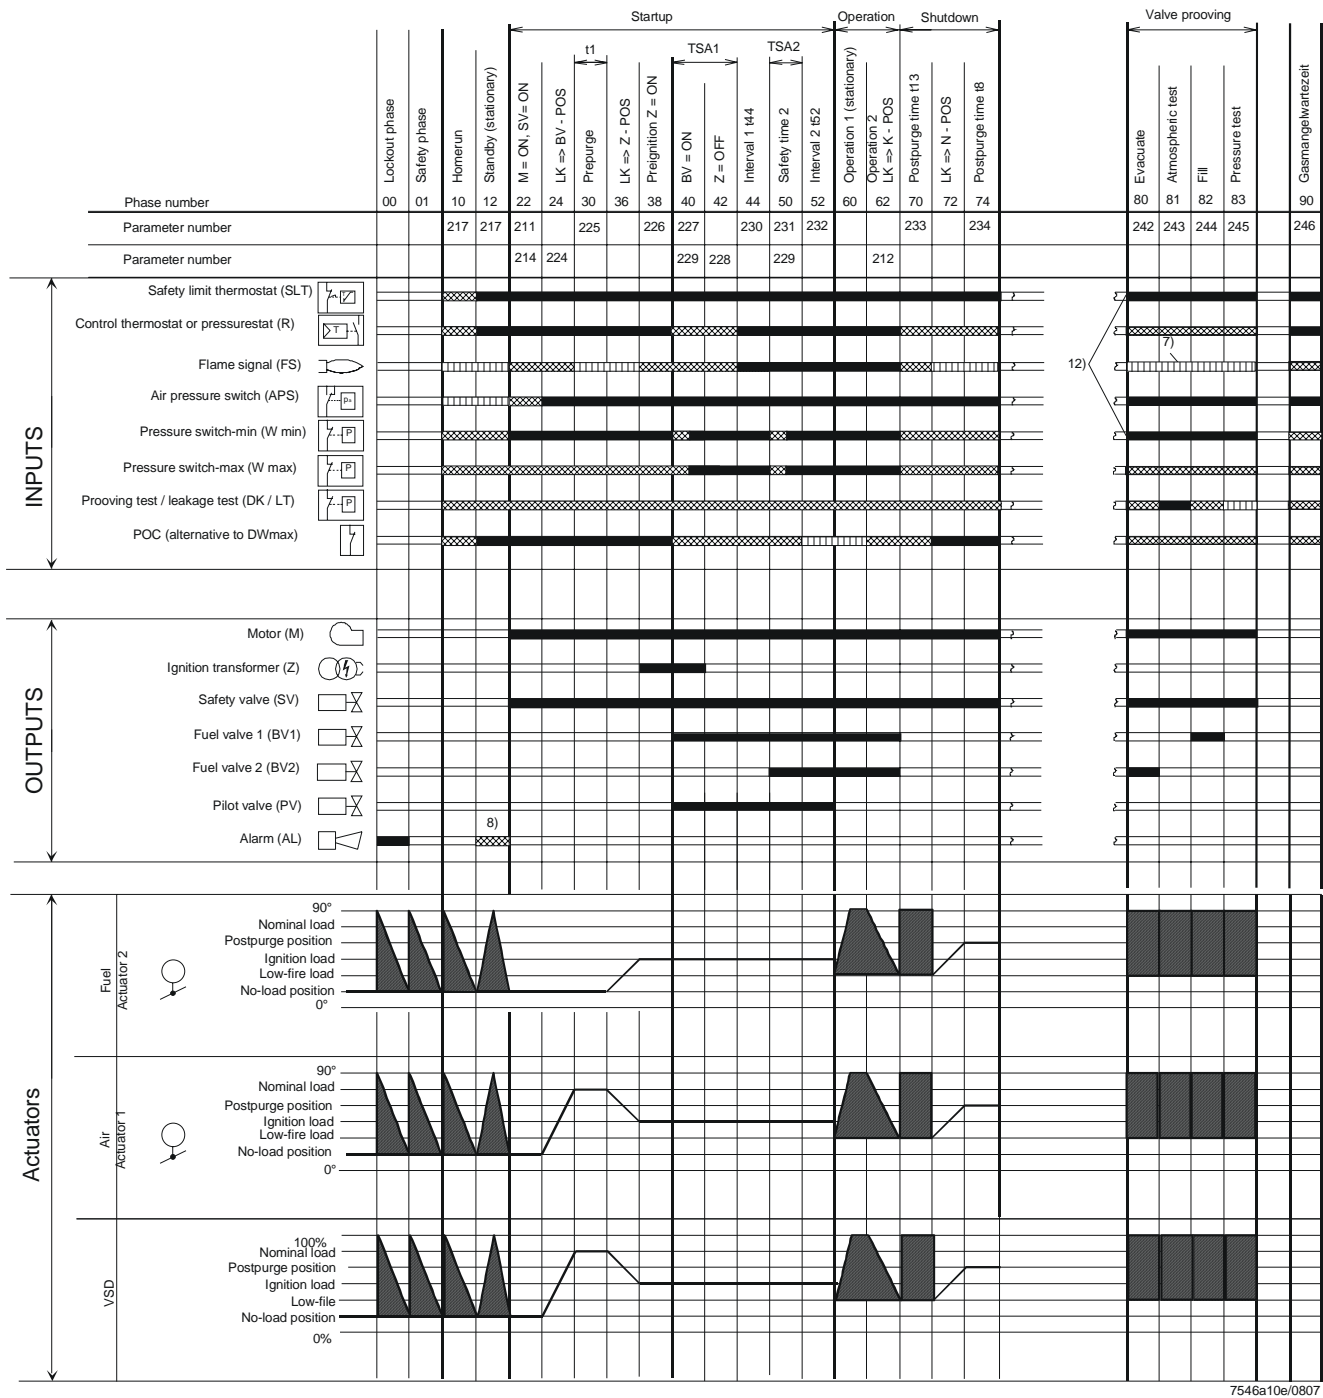 Startup Operation Shutdown Valve prooving
t1 TSA1 TSA2
Lockout phase
Safety phase
Homerun
Standby (stationary)
M = ON, SV= ON
LK => BV - POS
Prepurge
LK => Z - POS
Preignition Z = ON
BV = ON
Z = OFF
Interval 1 t44
Safety time 2
Interval 2 t52
Operation 1 (stationary)
Operation 2
LK => K - POS
Postpurge time t13
LK => N - POS
Postpurge time t8
Evacuate
Atmospheric test
Fill
Pressure test
Gasmangelwartezeit
Phase number 00 01 10 12 22 24 30 36 38 40 42 44 50 52 60 62 70 72 74 80 81 82 83 90
Parameter number 217 217 211 225 226 227 230 231 232 233 234 242 243 244 245 246
Parameter number 214 224 229 228 229 212
INPUTS
Safety limit thermostat (SLT)
Control thermostat or pressurestat (R)
T
7)
Flame signal (FS)
12)
Air pressure switch (APS)
Pressure switch-min (W min)
P
Pressure switch-max (W max)
P
Prooving test / leakage test (DK / LT)
P
POC (alternative to DWmax)
OUTPUTS
Motor (M)
Ignition transformer (Z)
Safety valve (SV)
Fuel valve 1 (BV1)
Fuel valve 2 (BV2)
Pilot valve (PV)
8)
Alarm (AL)
Actuators
Fuel
Actuator 2
90°
Nominal load
Postpurge position
Ignition load
Low-fire load
No-load position
0°
Air
Actuator 1
90°
Nominal load
Postpurge position
Ignition load
Low-fire load
No-load position
0°
VSD
100%
Nominal load
Postpurge position
Ignition load
Low-file
No-load position
0%
7546a10e/0807